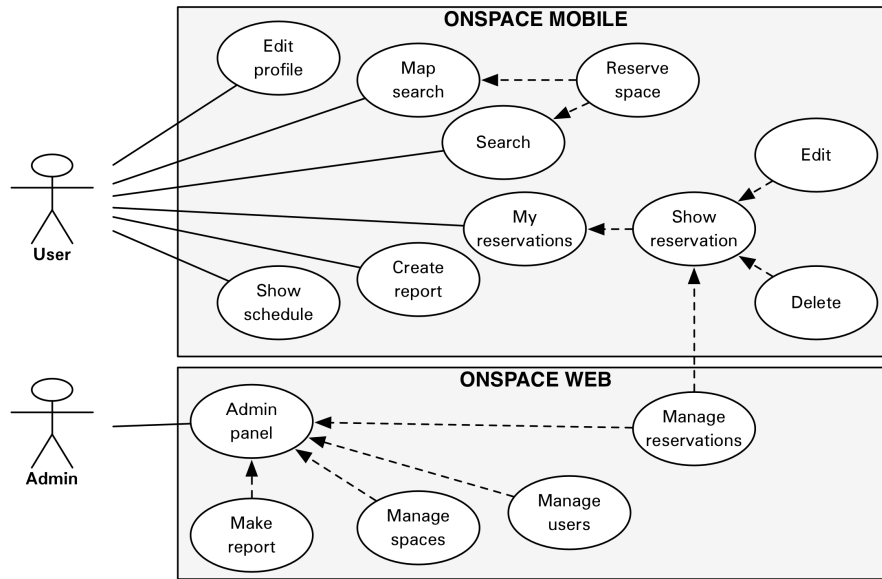 ONSPACE MOBILE
Edit
profile
Map
search
Reserve
space
Search
Edit
My
reservations
Show
reservation
User
Create
report
Show
schedule
Delete
ONSPACE WEB
Admin
panel
Manage
reservations
Admin
Make
report
Manage
spaces
Manage
users